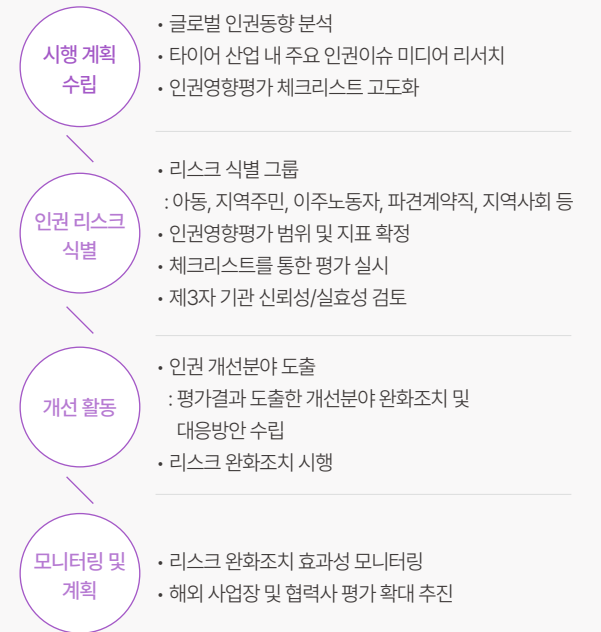 시행 계획
수립
• 글로벌 인권동향 분석
• 타이어 산업 내 주요 인권이슈 미디어 리서치
• 인권영향평가 체크리스트 고도화
인권 리스크
식별
• 리스크 식별 그룹
: 아동, 지역주민, 이주노동자, 파견계약직, 지역사회 등
• 인권영향평가 범위 및 지표 확정
• 체크리스트를 통한 평가 실시
• 제3자 기관 신뢰성/실효성 검토
개선 활동
• 인권 개선분야 도출
: 평가결과 도출한 개선분야 완화조치 및
대응방안 수립
• 리스크 완화조치 시행
모니터링 및
계획
• 리스크 완화조치 효과성 모니터링
• 해외 사업장 및 협력사 평가 확대 추진